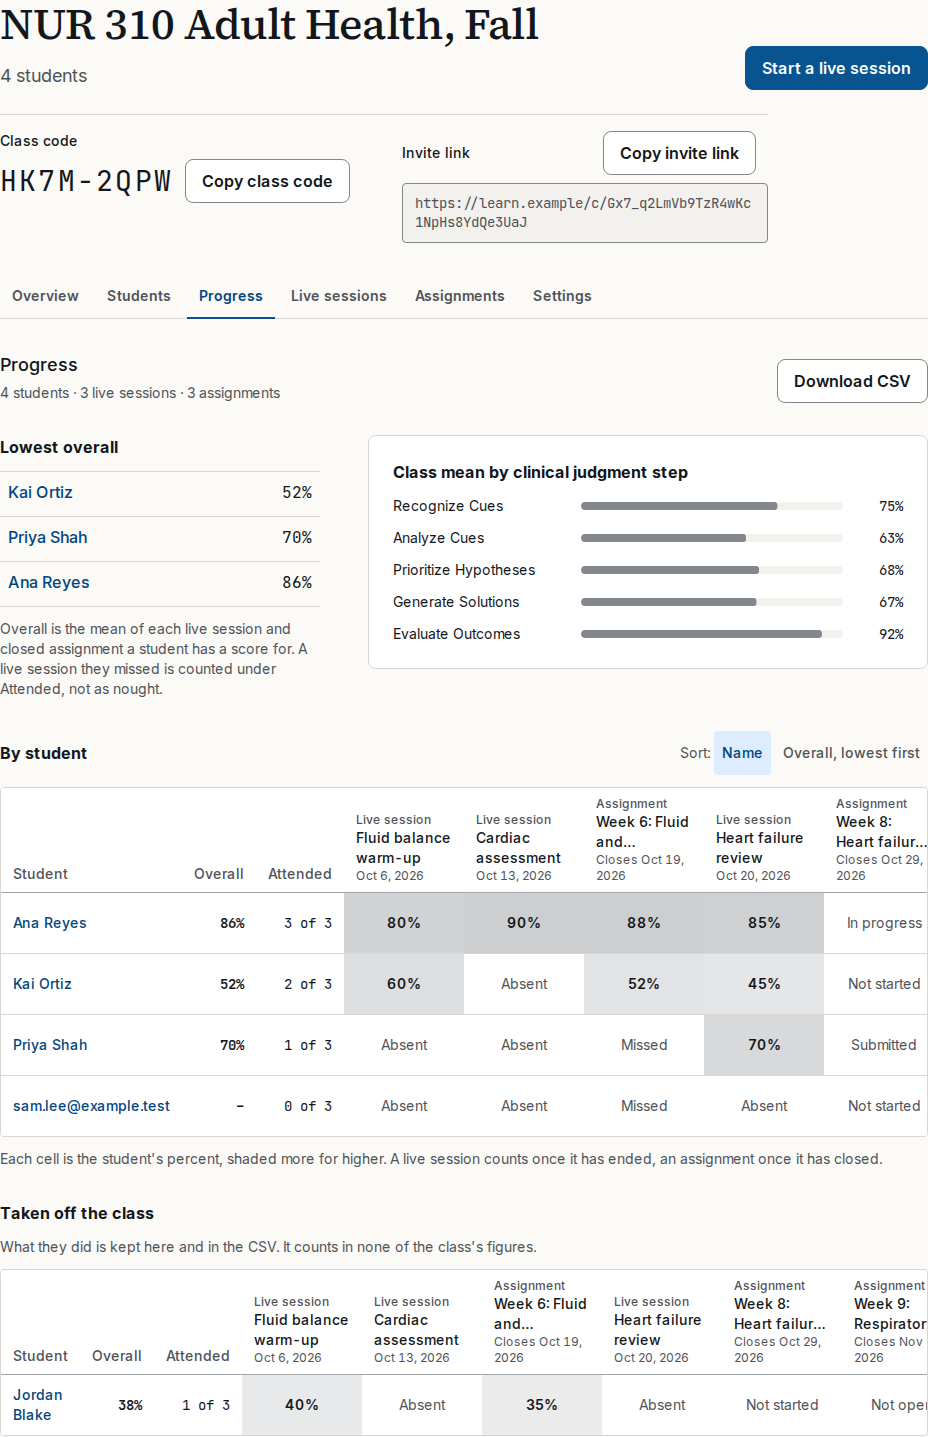 NUR 310 Adult Health, Fall
4 students
Start a live session
Class code
HK7M-2QPW
Copy class code
Invite link
Copy invite link
https://learn.example/c/Gx7_q2LmVb9TzR4wKc
1NpHs8YdQe3UaJ
Overview Students Progress Live sessions Assignments Settings
Progress
4 students · 3 live sessions · 3 assignments
Download CSV
Lowest overall
Kai Ortiz 52%
Priya Shah 70%
Ana Reyes 86%
Overall is the mean of each live session and
closed assignment a student has a score for. A
live session they missed is counted under
Attended, not as nought.
Class mean by clinical judgment step
Recognize Cues 75%
Analyze Cues 63%
Prioritize Hypotheses 68%
Generate Solutions 67%
Evaluate Outcomes 92%
By student
Sort: Name Overall, lowest first
Student
Overall
Attended
Live session
Fluid balance
warm-up
Oct 6, 2026
Live session
Cardiac
assessment
Oct 13, 2026
Assignment
Week 6: Fluid
and...
Closes Oct 19,
2026
Live session
Heart failure
review
Oct 20, 2026
Assignment
Week 8:
Heart failur...
Closes Oct 29,
2026
Ana Reyes 86% 3 of 3 80% 90% 88% 85% In progress
Kai Ortiz 52% 2 of 3 60% Absent 52% 45% Not started
Priya Shah 70% 1 of 3 Absent Absent Missed 70% Submitted
sam.lee@example.test – 0 of 3 Absent Absent Missed Absent Not started
Each cell is the student's percent, shaded more for higher. A live session counts once it has ended, an assignment once it has closed.
Taken off the class
What they did is kept here and in the CSV. It counts in none of the class's figures.
Student
Overall
Attended
Live session
Fluid balance
warm-up
Oct 6, 2026
Live session
Cardiac
assessment
Oct 13, 2026
Assignment
Week 6: Fluid
and...
Closes Oct 19,
2026
Live session
Heart failure
review
Oct 20, 2026
Assignment
Week 8:
Heart failur...
Closes Oct 29,
2026
Assignment
Week 9:
Respirator
Closes Nov
2026
Jordan
Blake
38% 1 of 3 40% Absent 35% Absent Not started Not ope